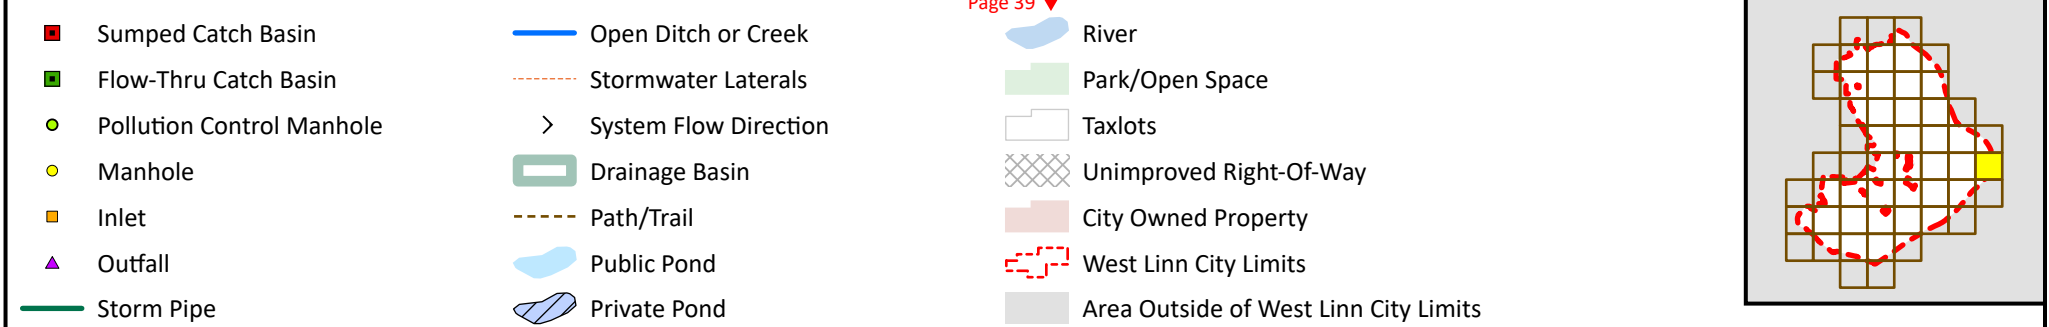 Page 39
Sumped Catch Basin
Flow-Thru Catch Basin
Pollution Control Manhole
Manhole
Inlet
Outfall
Storm Pipe
Open Ditch or Creek
Stormwater Laterals
System Flow Direction
Drainage Basin
Path/Trail
Public Pond
Private Pond
River
Park/Open Space
Taxlots
Unimproved Right-Of-Way
City Owned Property
West Linn City Limits
Area Outside of West Linn City Limits